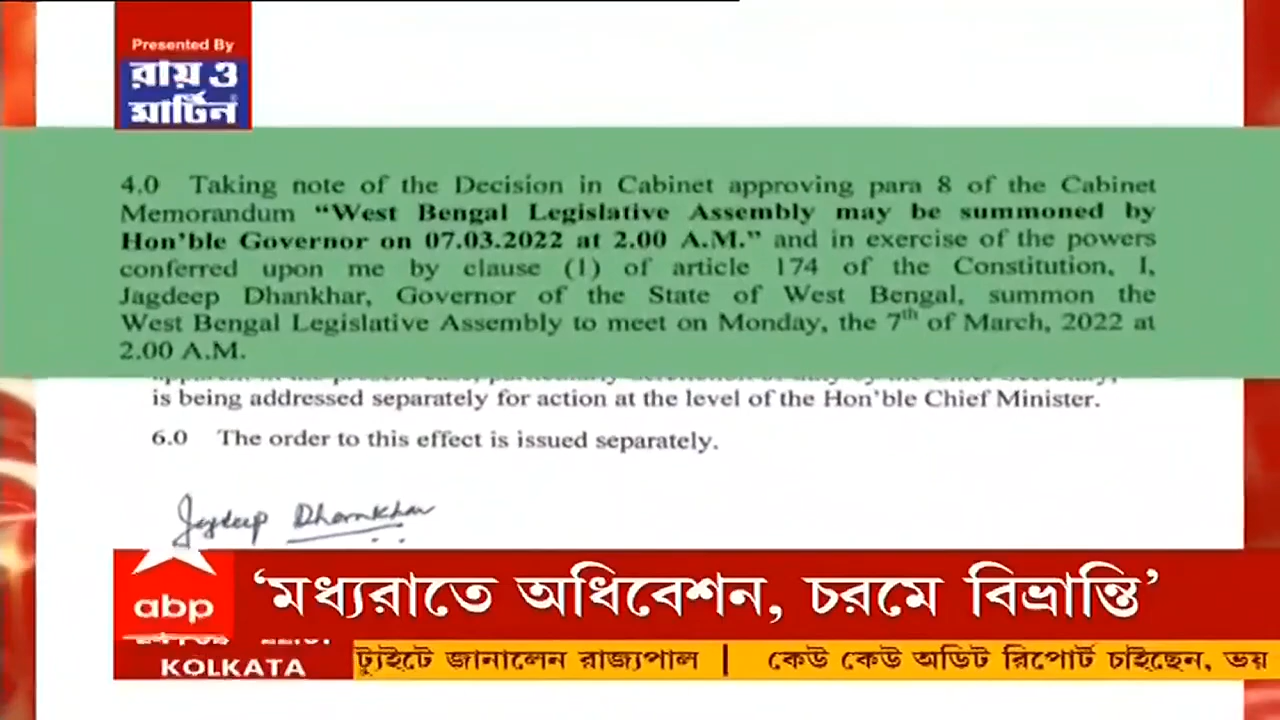 Presented By
রায় ও
মার্টিন
4.0 Taking note of the Decision in Cabinet approving para 8 of the Cabinet
Memorandum “West Bengal Legislative Assembly may be summoned by
Hon’ble Governor on 07.03.2022 at 2.00 A.M.” and in exercise of the powers
conferred upon me by clause (1) of article 174 of the Constitution, I,
Jagdeep Dhankhar, Governor of the State of West Bengal, summon the
West Bengal Legislative Assembly to meet on Monday, the 7th of March, 2022 at
2.00 A.M.
is being addressed separately for action at the level of the Hon’ble Chief Minister.
6.0 The order to this effect is issued separately.
Jagdeep Dhankhar
abp
‘মধ্যরাতে অধিবেশন, চরমে বিভ্রান্তি’
KOLKATA
ট্যুইটে জানালেন রাজ্যপাল | কেউ কেউ অডিট রিপোর্ট চাইছেন, ভয়